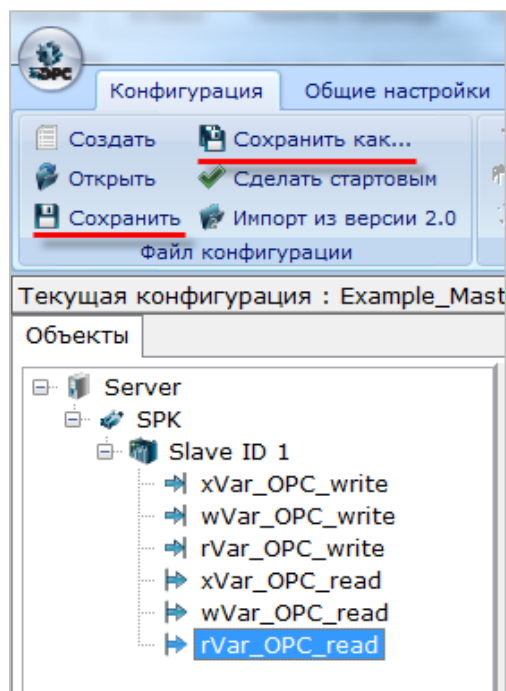 OPC
Конфигурация Общие настройки
Создать Сохранить как...
Открыть Сделать стартовым
Сохранить Импорт из версии 2.0
Файл конфигурации
Текущая конфигурация : Example_Mast
Объекты
Server
SPK
Slave ID 1
xVar_OPC_write
wVar_OPC_write
rVar_OPC_write
xVar_OPC_read
wVar_OPC_read
rVar_OPC_read